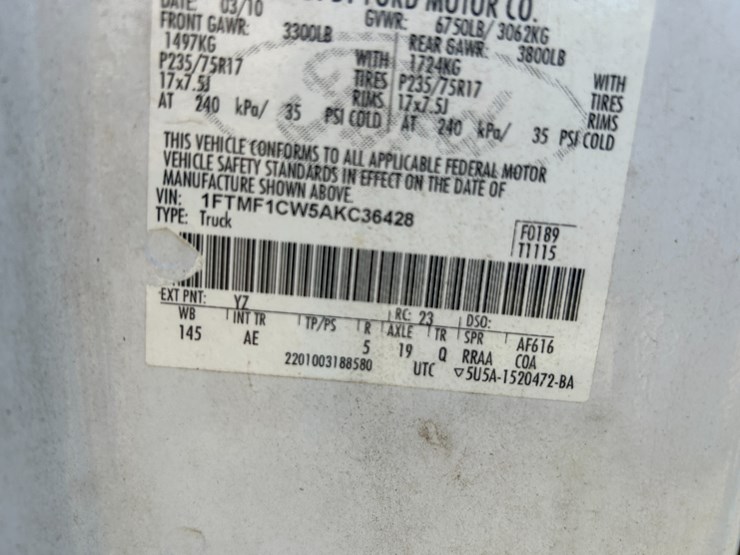 DATE: 03/10
FORD MOTOR CO.
FRONT GAWR: 3300LB
1497KG WITH
P235/75R17 TIRES
17x7.5J RIMS
AT 240 kPa/ 35 PSI COLD
GVWR: 6750LB/ 3062KG
REAR GAWR: 3800LB
1724KG WITH
P235/75R17 TIRES
17x7.5J RIMS
AT 240 kPa/ 35 PSI COLD
THIS VEHICLE CONFORMS TO ALL APPLICABLE FEDERAL MOTOR
VEHICLE SAFETY STANDARDS IN EFFECT ON THE DATE OF
MANUFACTURE SHOWN ABOVE.
VIN: 1FTMF1CW5AKC36428
TYPE: Truck
F0189
T1115
EXT PNT: YZ RC: 23 DSO:
WB INT TR TP/PS R AXLE TR SPR AF616
145 AE 5 19 Q RRAA COA
2201003188580 UTC ▽5U5A-1520472-BA